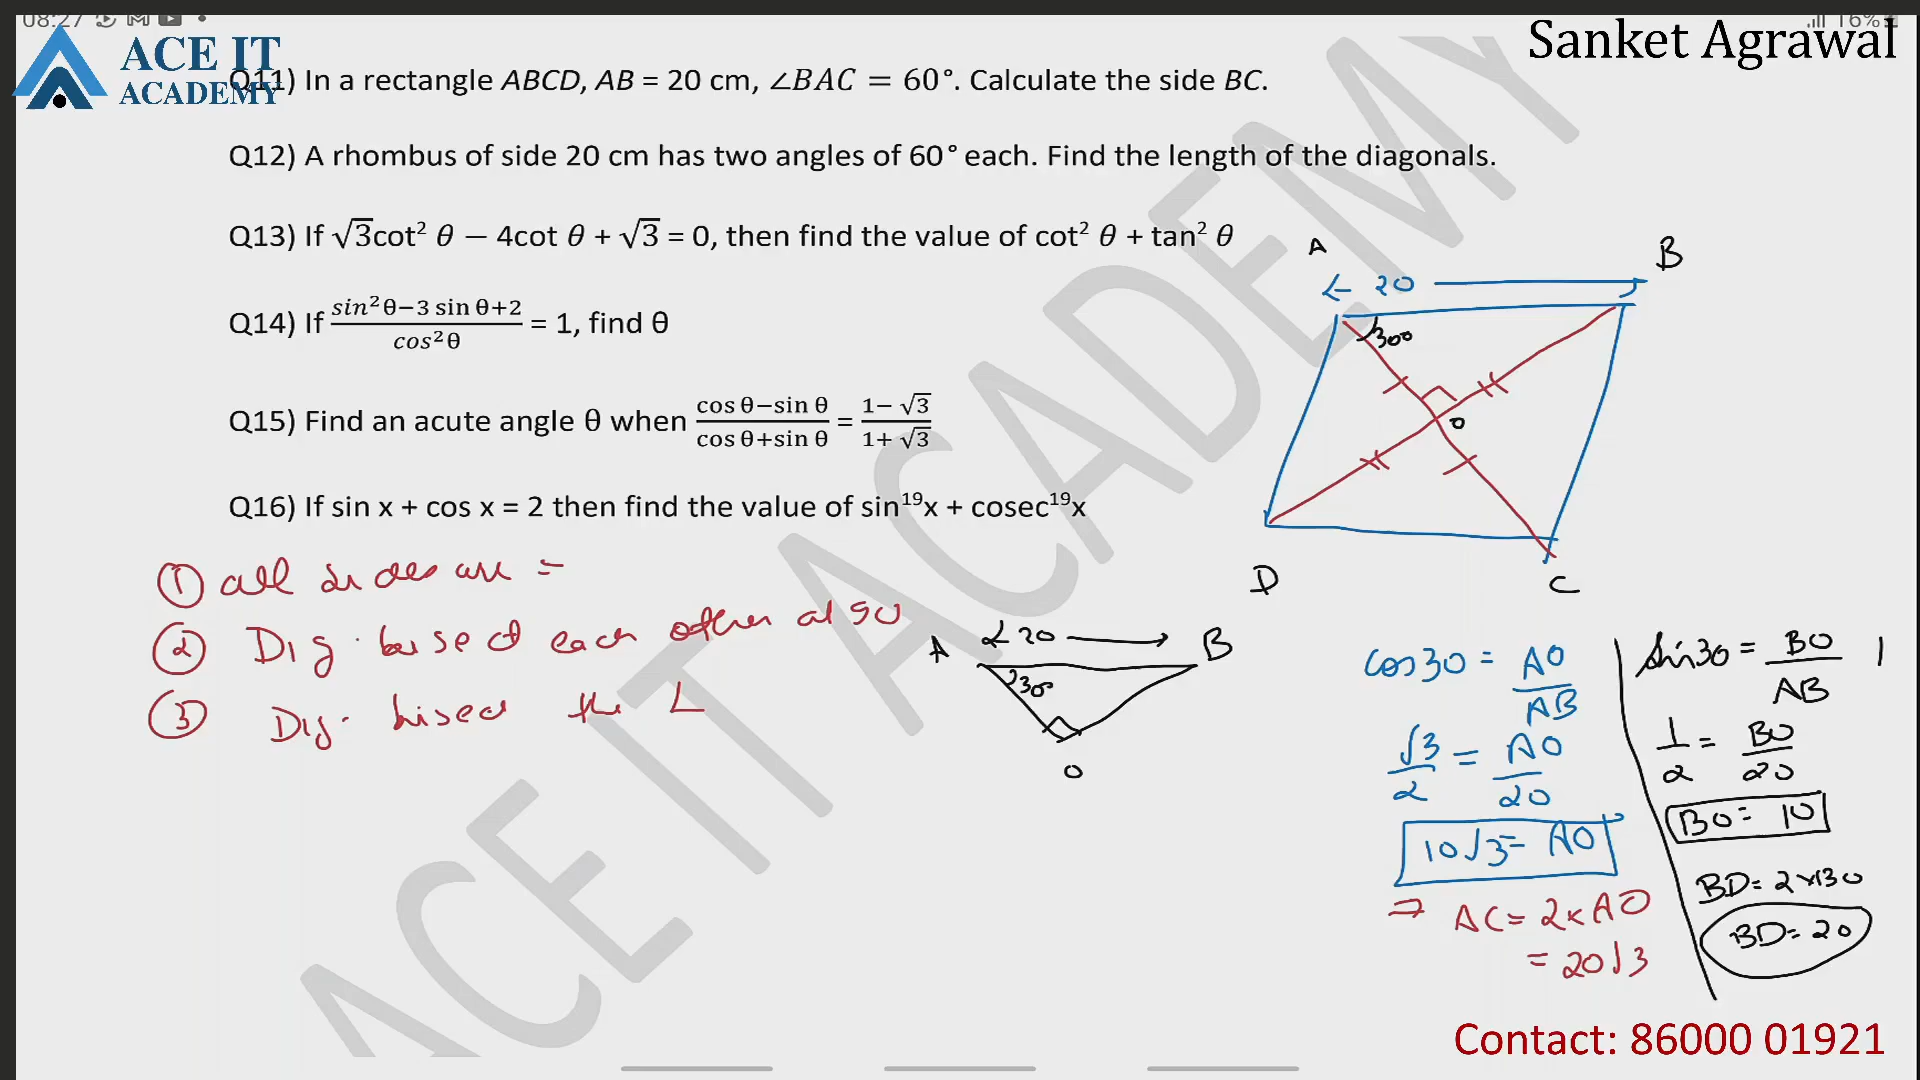 08:27
16%
ACE IT
ACADEMY
Sanket Agrawal
Q11) In a rectangle ABCD, AB = 20 cm, ∠BAC = 60°. Calculate the side BC.
Q12) A rhombus of side 20 cm has two angles of 60° each. Find the length of the diagonals.
Q13) If √3cot² θ − 4cot θ + √3 = 0, then find the value of cot² θ + tan² θ
Q14) If (sin²θ−3 sin θ+2)/(cos²θ) = 1, find θ
Q15) Find an acute angle θ when (cos θ−sin θ)/(cos θ+sin θ) = (1− √3)/(1+ √3)
Q16) If sin x + cos x = 2 then find the value of sin¹⁹x + cosec¹⁹x
A B
← 20 →
30°
O
D C
① all sides are =
② Dig. bisect each other at 90
③ Dig. bisect the ∠
A ← 20 → B
30°
O
cos30 = AO/AB
√3/2 = AO/20
10√3 = AO
⇒ AC = 2×AO
= 20√3
sin30 = BO/AB
1/2 = BO/20
BO = 10
BD = 2×BO
BD = 20
ACE IT ACADEMY
Contact: 86000 01921